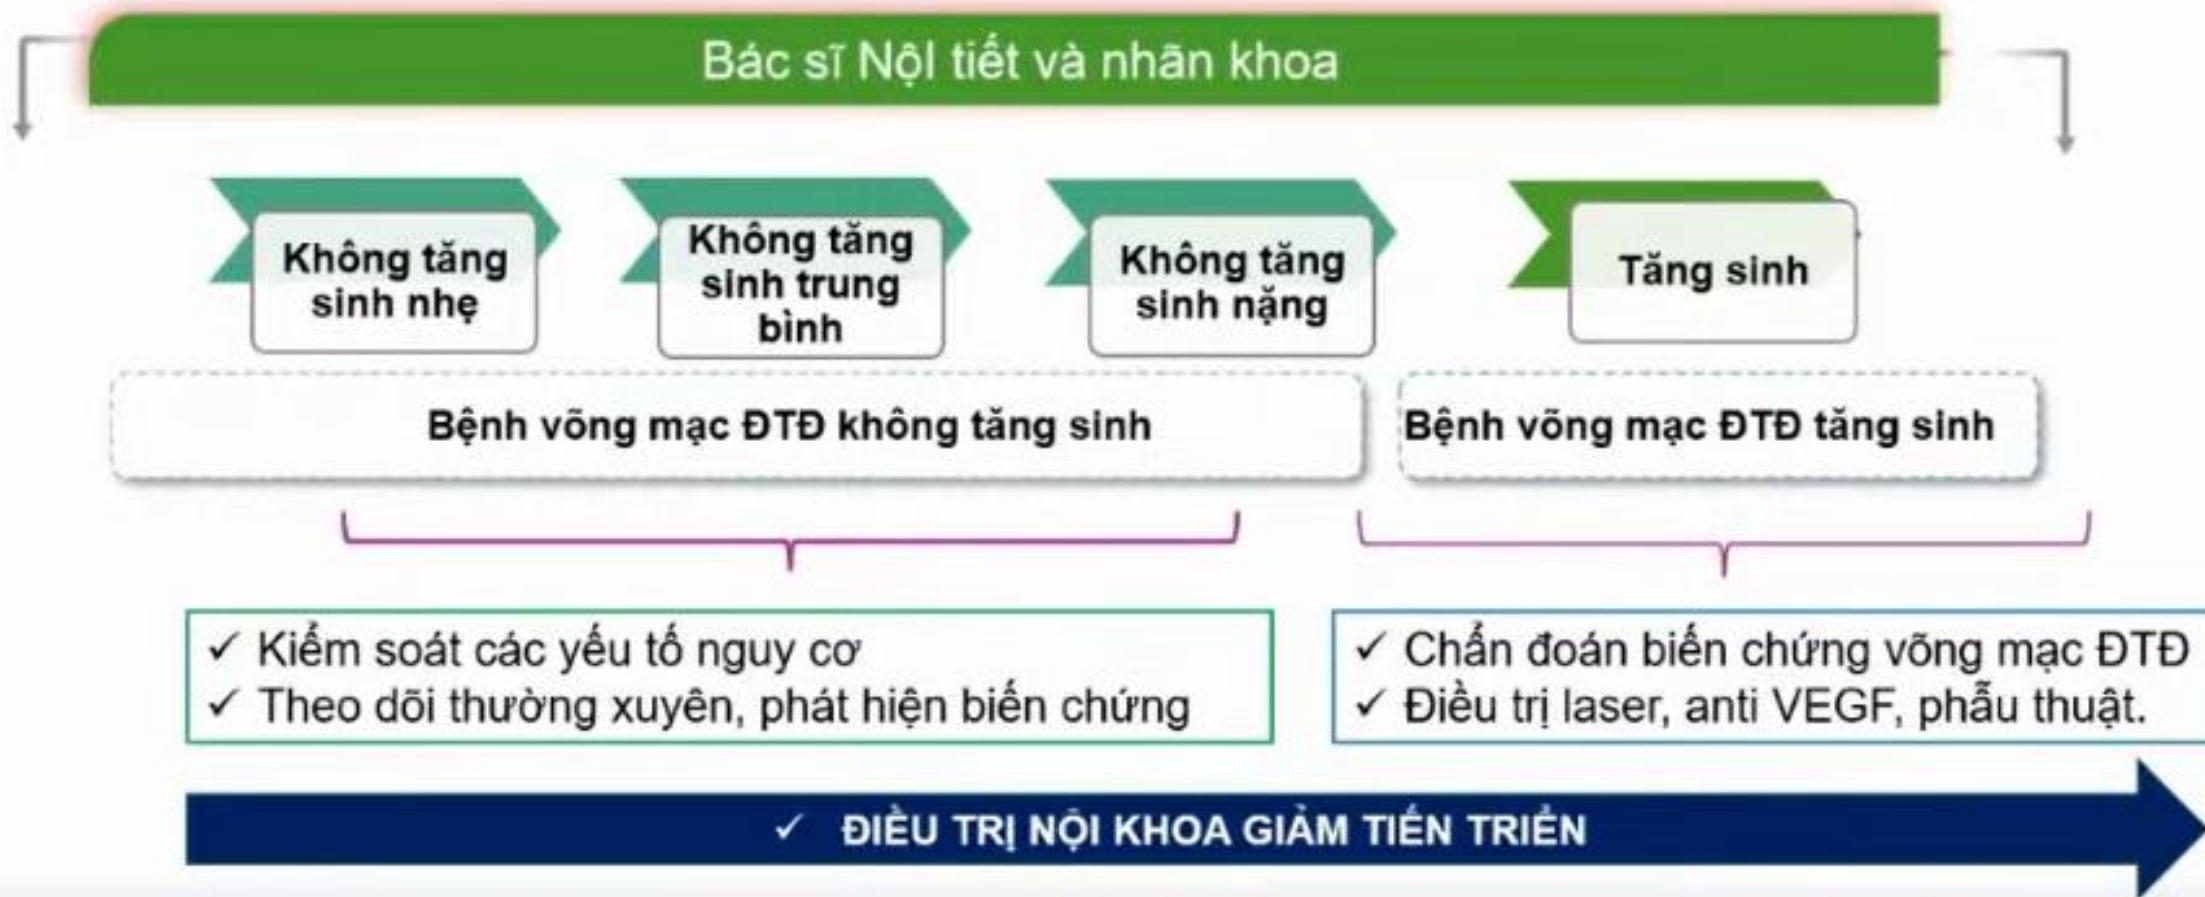 Bác sĩ NộI tiết và nhãn khoa
Không tăng
sinh nhẹ
Không tăng
sinh trung
bình
Không tăng
sinh nặng
Tăng sinh
Bệnh võng mạc ĐTĐ không tăng sinh
Bệnh võng mạc ĐTĐ tăng sinh
✓ Kiểm soát các yếu tố nguy cơ
✓ Theo dõi thường xuyên, phát hiện biến chứng
✓ Chẩn đoán biến chứng võng mạc ĐTĐ
✓ Điều trị laser, anti VEGF, phẫu thuật.
✓ ĐIỀU TRỊ NỘI KHOA GIẢM TIẾN TRIỂN